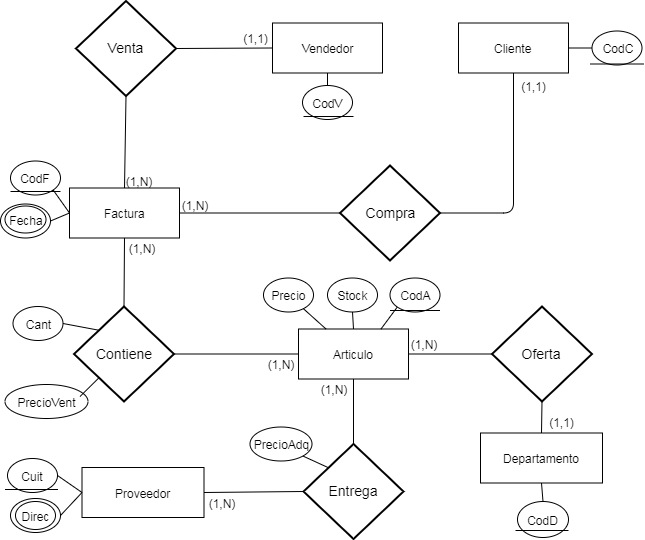 Venta
(1,1)
Vendedor
Cliente
CodC
(1,1)
CodV
CodF
(1,N)
Fecha
Factura
(1,N)
Compra
(1,N)
Precio
Stock
CodA
Cant
Contiene
(1,N)
Articulo
(1,N)
Oferta
(1,N)
PrecioVent
(1,1)
PrecioAdq
Departamento
Cuit
Proveedor
(1,N)
Entrega
Direc
CodD